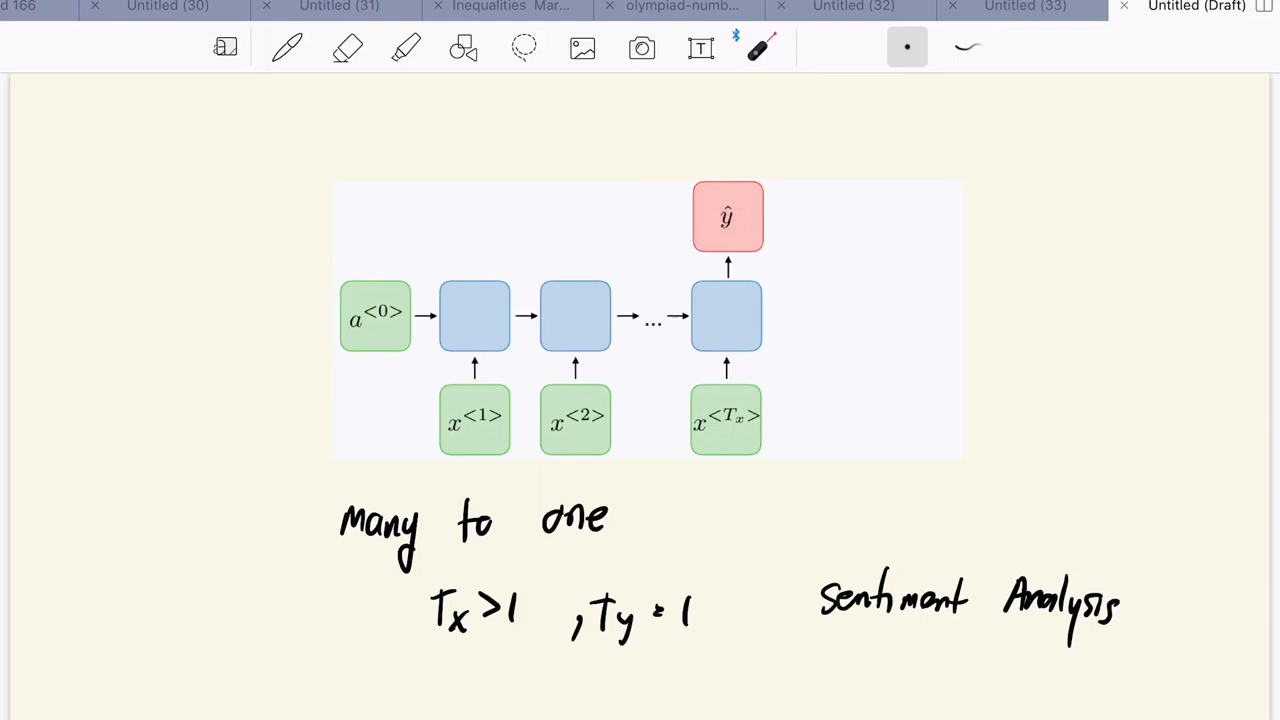 d 166 × Untitled (30) × Untitled (31) × Inequalities Mar... × olympiad-numb... × Untitled (32) × Untitled (33) × Untitled (Draft)
T
ŷ
a<0>
...
x<1> x<2> x<Tx>
Many to one
Tx>1 , Ty = 1
Sentiment Analysis